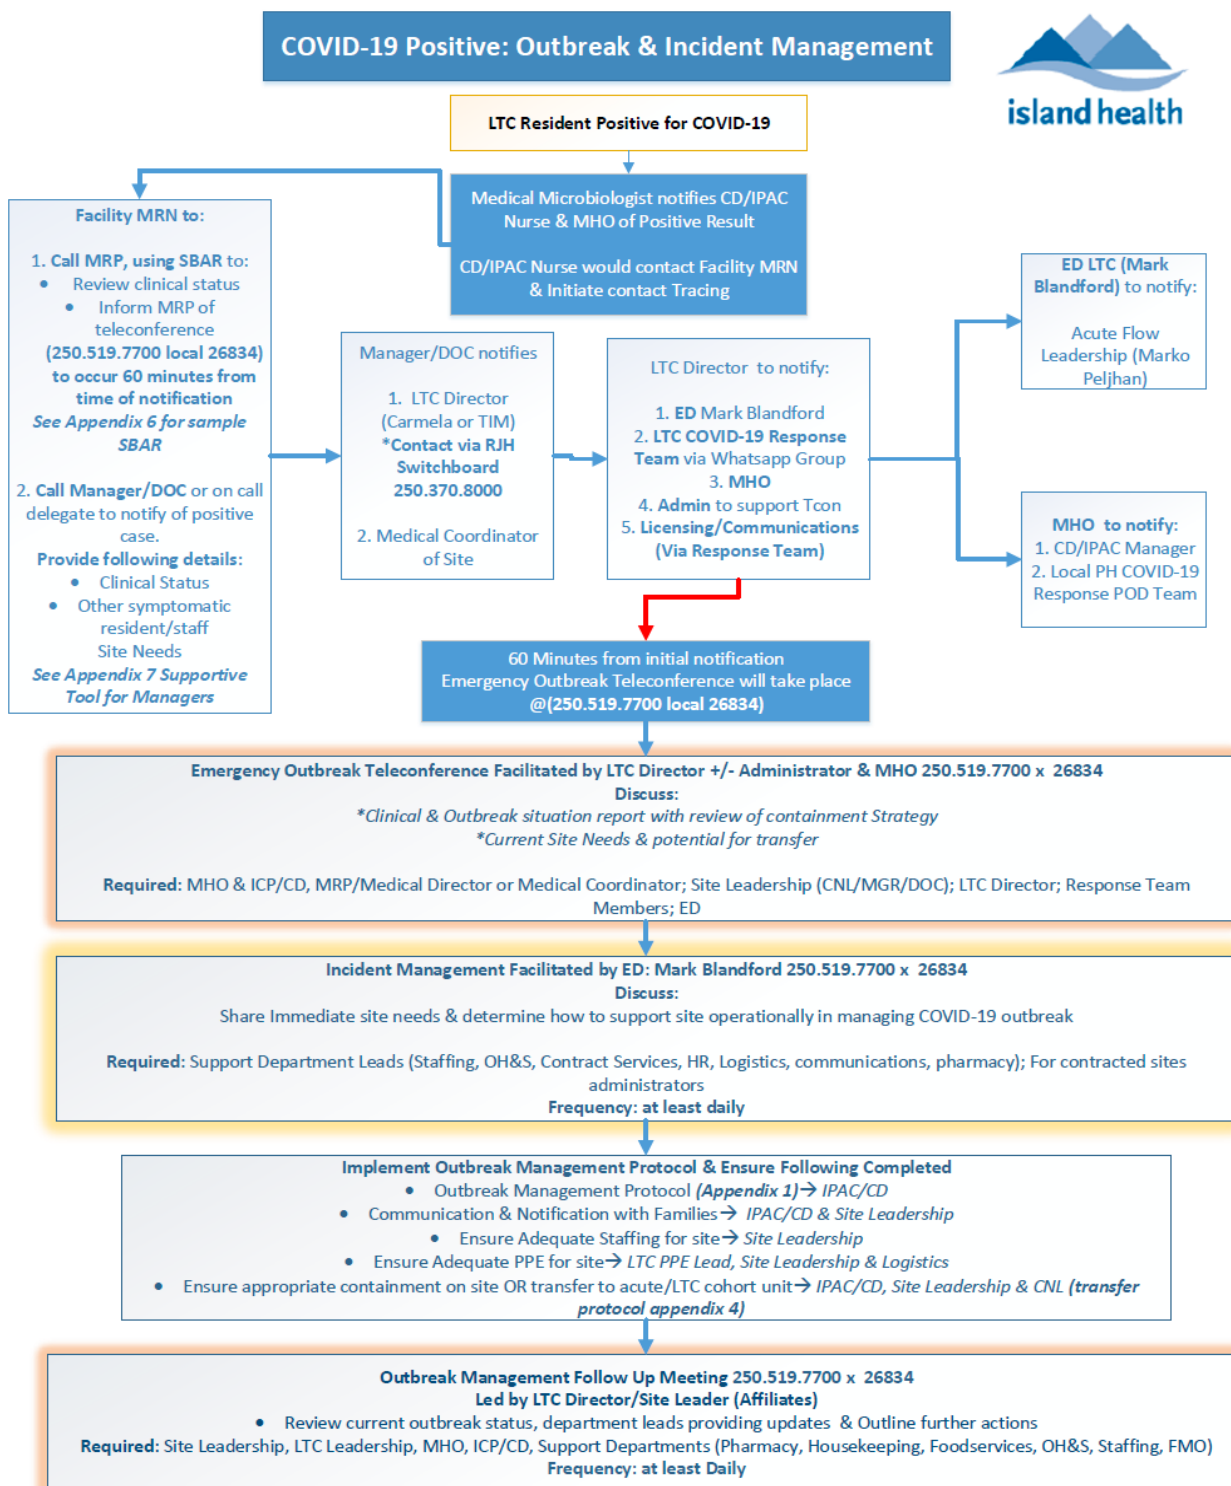 COVID-19 Positive: Outbreak & Incident Management
island health
LTC Resident Positive for COVID-19
Medical Microbiologist notifies CD/IPAC
Nurse & MHO of Positive Result
CD/IPAC Nurse would contact Facility MRN
& Initiate contact Tracing
Facility MRN to:
1. Call MRP, using SBAR to:
• Review clinical status
• Inform MRP of
teleconference
(250.519.7700 local 26834)
to occur 60 minutes from
time of notification
See Appendix 6 for sample
SBAR
2. Call Manager/DOC or on call
delegate to notify of positive
case.
Provide following details:
• Clinical Status
• Other symptomatic
resident/staff
Site Needs
See Appendix 7 Supportive
Tool for Managers
Manager/DOC notifies
1. LTC Director
(Carmela or TIM)
*Contact via RJH
Switchboard
250.370.8000
2. Medical Coordinator
of Site
LTC Director to notify:
1. ED Mark Blandford
2. LTC COVID-19 Response
Team via Whatsapp Group
3. MHO
4. Admin to support Tcon
5. Licensing/Communications
(Via Response Team)
ED LTC (Mark
Blandford) to notify:
Acute Flow
Leadership (Marko
Peljhan)
MHO to notify:
1. CD/IPAC Manager
2. Local PH COVID-19
Response POD Team
60 Minutes from initial notification
Emergency Outbreak Teleconference will take place
@(250.519.7700 local 26834)
Emergency Outbreak Teleconference Facilitated by LTC Director +/- Administrator & MHO 250.519.7700 x 26834
Discuss:
*Clinical & Outbreak situation report with review of containment Strategy
*Current Site Needs & potential for transfer
Required: MHO & ICP/CD, MRP/Medical Director or Medical Coordinator; Site Leadership (CNL/MGR/DOC); LTC Director; Response Team
Members; ED
Incident Management Facilitated by ED: Mark Blandford 250.519.7700 x 26834
Discuss:
Share Immediate site needs & determine how to support site operationally in managing COVID-19 outbreak
Required: Support Department Leads (Staffing, OH&S, Contract Services, HR, Logistics, communications, pharmacy); For contracted sites
administrators
Frequency: at least daily
Implement Outbreak Management Protocol & Ensure Following Completed
• Outbreak Management Protocol (Appendix 1)→ IPAC/CD
• Communication & Notification with Families→ IPAC/CD & Site Leadership
• Ensure Adequate Staffing for site→ Site Leadership
• Ensure Adequate PPE for site→ LTC PPE Lead, Site Leadership & Logistics
• Ensure appropriate containment on site OR transfer to acute/LTC cohort unit→ IPAC/CD, Site Leadership & CNL (transfer
protocol appendix 4)
Outbreak Management Follow Up Meeting 250.519.7700 x 26834
Led by LTC Director/Site Leader (Affiliates)
• Review current outbreak status, department leads providing updates & Outline further actions
Required: Site Leadership, LTC Leadership, MHO, ICP/CD, Support Departments (Pharmacy, Housekeeping, Foodservices, OH&S, Staffing, FMO)
Frequency: at least Daily